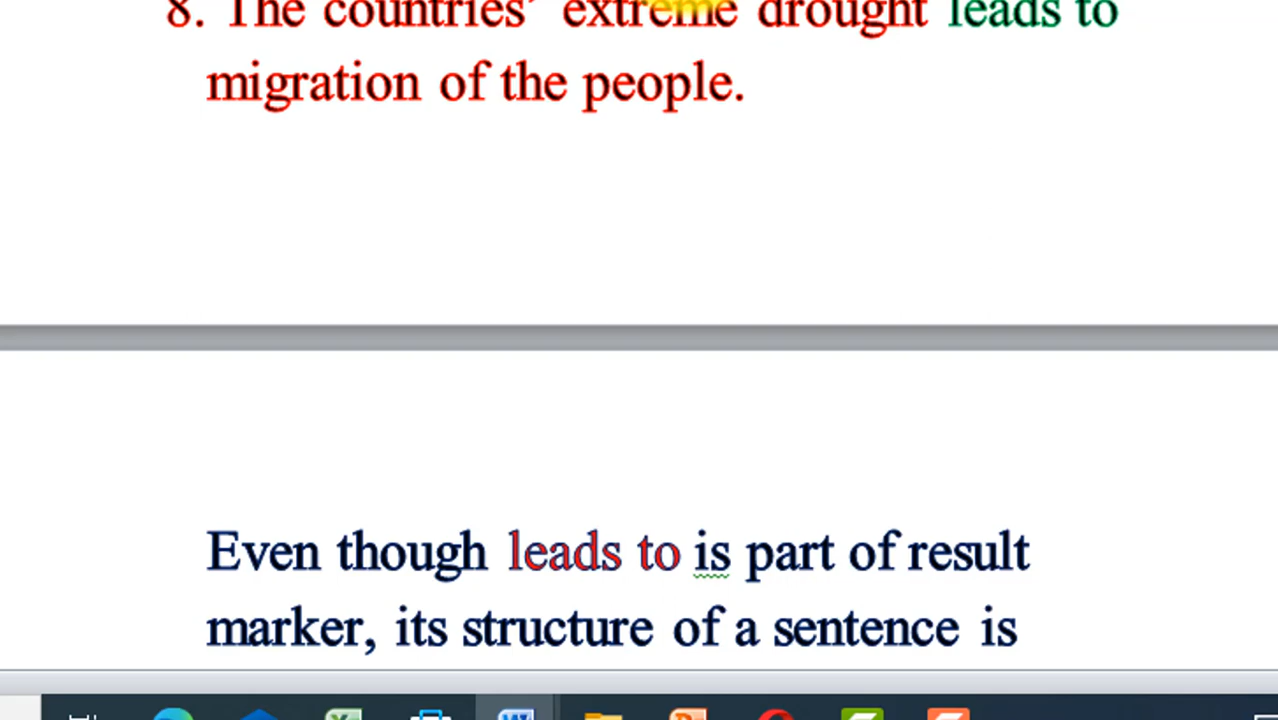 8. The countries’ extreme drought leads to
migration of the people.
Even though leads to is part of result
marker, its structure of a sentence is